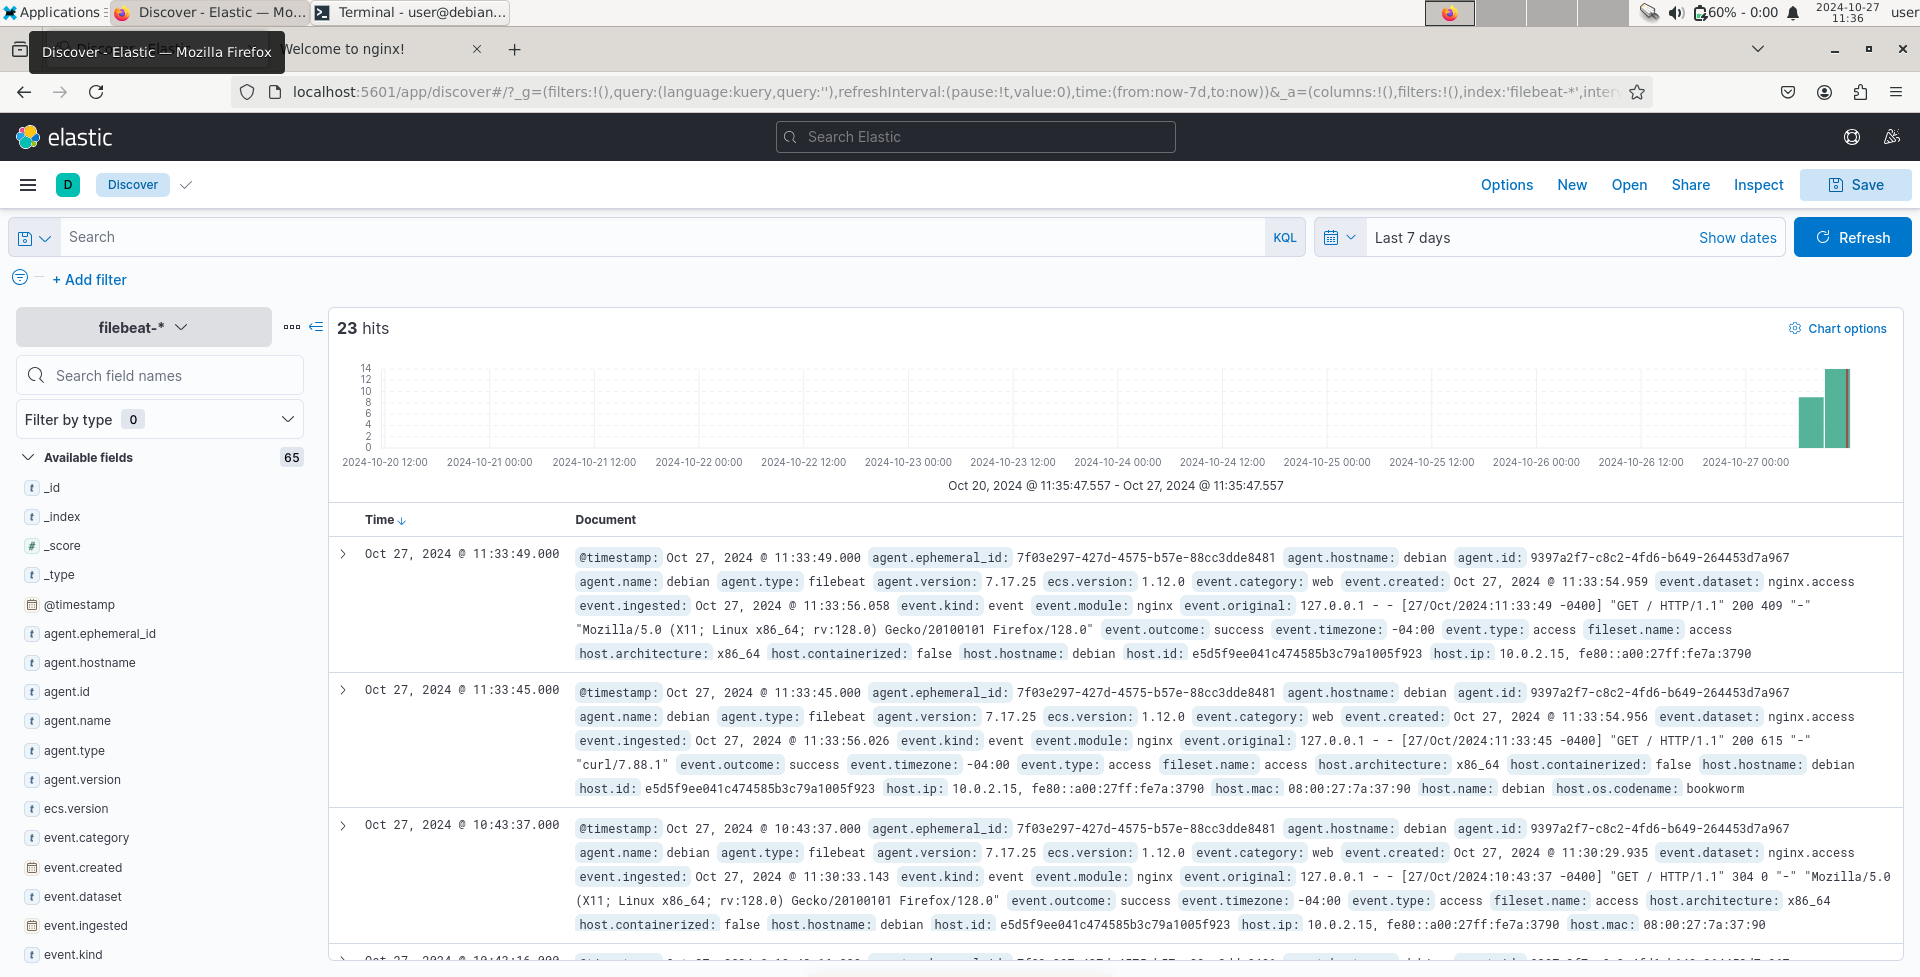 Applications
Discover - Elastic — Mo...
Terminal - user@debian...
60% - 0:00
2024-10-27
11:36
user
Discover - Elastic — Mozilla Firefox
Welcome to nginx!
localhost:5601/app/discover#/?_g=(filters:!(),query:(language:kuery,query:''),refreshInterval:(pause:!t,value:0),time:(from:now-7d,to:now))&_a=(columns:!(),filters:!(),index:'filebeat-*',inter
elastic
Search Elastic
D
Discover
Options
New
Open
Share
Inspect
Save
Search
KQL
Last 7 days
Show dates
Refresh
+ Add filter
filebeat-*
23 hits
Chart options
Search field names
Filter by type 0
Available fields 65
t _id
t _index
# _score
t _type
@timestamp
t agent.ephemeral_id
t agent.hostname
t agent.id
t agent.name
t agent.type
t agent.version
t ecs.version
t event.category
event.created
t event.dataset
event.ingested
t event.kind
14
12
10
8
6
4
2
0
2024-10-20 12:00 2024-10-21 00:00 2024-10-21 12:00 2024-10-22 00:00 2024-10-22 12:00 2024-10-23 00:00 2024-10-23 12:00 2024-10-24 00:00 2024-10-24 12:00 2024-10-25 00:00 2024-10-25 12:00 2024-10-26 00:00 2024-10-26 12:00 2024-10-27 00:00
Oct 20, 2024 @ 11:35:47.557 - Oct 27, 2024 @ 11:35:47.557
Time Document
Oct 27, 2024 @ 11:33:49.000
@timestamp: Oct 27, 2024 @ 11:33:49.000 agent.ephemeral_id: 7f03e297-427d-4575-b57e-88cc3dde8481 agent.hostname: debian agent.id: 9397a2f7-c8c2-4fd6-b649-264453d7a967
agent.name: debian agent.type: filebeat agent.version: 7.17.25 ecs.version: 1.12.0 event.category: web event.created: Oct 27, 2024 @ 11:33:54.959 event.dataset: nginx.access
event.ingested: Oct 27, 2024 @ 11:33:56.058 event.kind: event event.module: nginx event.original: 127.0.0.1 - - [27/Oct/2024:11:33:49 -0400] "GET / HTTP/1.1" 200 409 "-"
"Mozilla/5.0 (X11; Linux x86_64; rv:128.0) Gecko/20100101 Firefox/128.0" event.outcome: success event.timezone: -04:00 event.type: access fileset.name: access
host.architecture: x86_64 host.containerized: false host.hostname: debian host.id: e5d5f9ee041c474585b3c79a1005f923 host.ip: 10.0.2.15, fe80::a00:27ff:fe7a:3790
Oct 27, 2024 @ 11:33:45.000
@timestamp: Oct 27, 2024 @ 11:33:45.000 agent.ephemeral_id: 7f03e297-427d-4575-b57e-88cc3dde8481 agent.hostname: debian agent.id: 9397a2f7-c8c2-4fd6-b649-264453d7a967
agent.name: debian agent.type: filebeat agent.version: 7.17.25 ecs.version: 1.12.0 event.category: web event.created: Oct 27, 2024 @ 11:33:54.956 event.dataset: nginx.access
event.ingested: Oct 27, 2024 @ 11:33:56.026 event.kind: event event.module: nginx event.original: 127.0.0.1 - - [27/Oct/2024:11:33:45 -0400] "GET / HTTP/1.1" 200 615 "-"
"curl/7.88.1" event.outcome: success event.timezone: -04:00 event.type: access fileset.name: access host.architecture: x86_64 host.containerized: false host.hostname: debian
host.id: e5d5f9ee041c474585b3c79a1005f923 host.ip: 10.0.2.15, fe80::a00:27ff:fe7a:3790 host.mac: 08:00:27:7a:37:90 host.name: debian host.os.codename: bookworm
Oct 27, 2024 @ 10:43:37.000
@timestamp: Oct 27, 2024 @ 10:43:37.000 agent.ephemeral_id: 7f03e297-427d-4575-b57e-88cc3dde8481 agent.hostname: debian agent.id: 9397a2f7-c8c2-4fd6-b649-264453d7a967
agent.name: debian agent.type: filebeat agent.version: 7.17.25 ecs.version: 1.12.0 event.category: web event.created: Oct 27, 2024 @ 11:30:29.935 event.dataset: nginx.access
event.ingested: Oct 27, 2024 @ 11:30:33.143 event.kind: event event.module: nginx event.original: 127.0.0.1 - - [27/Oct/2024:10:43:37 -0400] "GET / HTTP/1.1" 304 0 "-" "Mozilla/5.0
(X11; Linux x86_64; rv:128.0) Gecko/20100101 Firefox/128.0" event.outcome: success event.timezone: -04:00 event.type: access fileset.name: access host.architecture: x86_64
host.containerized: false host.hostname: debian host.id: e5d5f9ee041c474585b3c79a1005f923 host.ip: 10.0.2.15, fe80::a00:27ff:fe7a:3790 host.mac: 08:00:27:7a:37:90